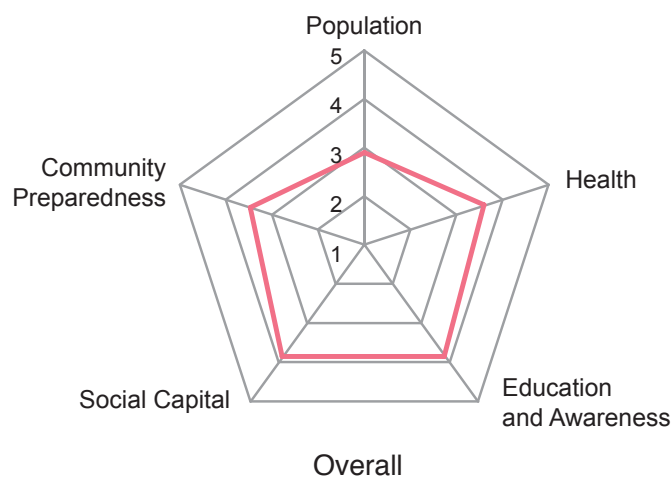 Population
5
4
3
2
1
Community
Preparedness
Health
Social Capital
Education
and Awareness
Overall